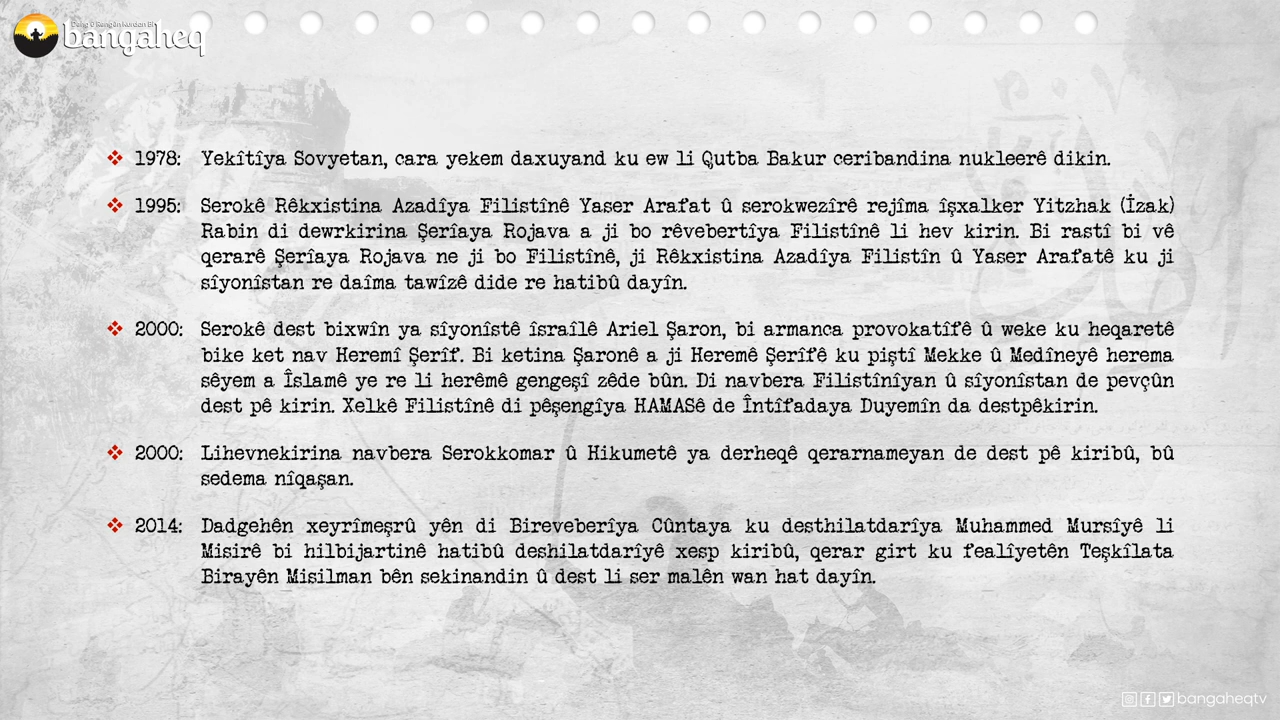 Deng û Bangên Kurdan Bî
bangaheq
❖ 1978: Yekîtîya Sovyetan, cara yekem daxuyand ku ew li Qutba Bakur ceribandina nukleerê dikin.
❖ 1995: Serokê Rêkxistina Azadîya Filistînê Yaser Arafat û serokwezîrê rejîma îşxalker Yitzhak (İzak)
Rabin di dewrkirina Şerîaya Rojava a ji bo rêvebertîya Filistînê li hev kirin. Bi rastî bi vê
qerarê Şerîaya Rojava ne ji bo Filistînê, ji Rêkxistina Azadîya Filistîn û Yaser Arafatê ku ji
sîyonîstan re daîma tawîzê dide re hatibû dayîn.
❖ 2000: Serokê dest bixwîn ya sîyonîstê îsraîlê Ariel Şaron, bi armanca provokatîfê û weke ku heqaretê
bike ket nav Heremî Şerîf. Bi ketina Şaronê a ji Heremê Şerîfê ku piştî Mekke û Medîneyê herema
sêyem a Îslamê ye re li herêmê gengeşî zêde bûn. Di navbera Filistînîyan û sîyonîstan de pevçûn
dest pê kirin. Xelkê Filistînê di pêşengîya HAMASê de Întîfadaya Duyemîn da destpêkirin.
❖ 2000: Lihevnekirina navbera Serokkomar û Hikumetê ya derheqê qerarnameyan de dest pê kiribû, bû
sedema nîqaşan.
❖ 2014: Dadgehên xeyrîmeşrû yên di Bireveberîya Cûntaya ku desthilatdarîya Muhammed Mursîyê li
Misirê bi hilbijartinê hatibû deshilatdarîyê xesp kiribû, qerar girt ku fealîyetên Teşkîlata
Birayên Misilman bên sekinandin û dest li ser malên wan hat dayîn.
bangaheqtv